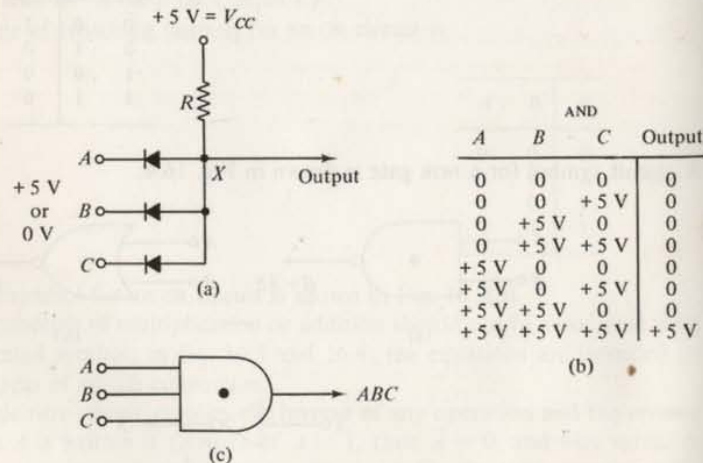 + 5 V = VCC
R
A
X
Output
+ 5 V
or
0 V
B
C
(a)
AND
A B C Output
0 0 0 0
0 0 +5 V 0
0 +5 V 0 0
0 +5 V +5 V 0
+5 V 0 0 0
+5 V 0 +5 V 0
+5 V +5 V 0 0
+5 V +5 V +5 V +5 V
(b)
A
B
C
ABC
(c)